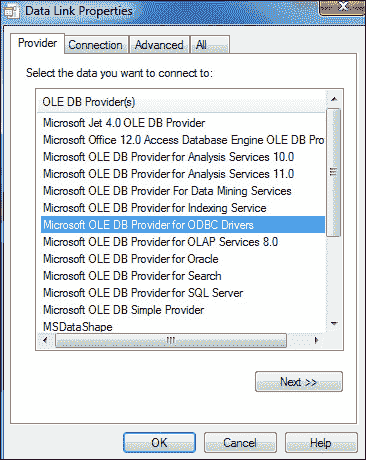 Data Link Properties
Provider Connection Advanced All
Select the data you want to connect to:
OLE DB Provider(s)
Microsoft Jet 4.0 OLE DB Provider
Microsoft Office 12.0 Access Database Engine OLE DB Pro
Microsoft OLE DB Provider for Analysis Services 10.0
Microsoft OLE DB Provider for Analysis Services 11.0
Microsoft OLE DB Provider For Data Mining Services
Microsoft OLE DB Provider for Indexing Service
Microsoft OLE DB Provider for ODBC Drivers
Microsoft OLE DB Provider for OLAP Services 8.0
Microsoft OLE DB Provider for Oracle
Microsoft OLE DB Provider for Search
Microsoft OLE DB Provider for SQL Server
Microsoft OLE DB Simple Provider
MSDataShape
Next >>
OK Cancel Help